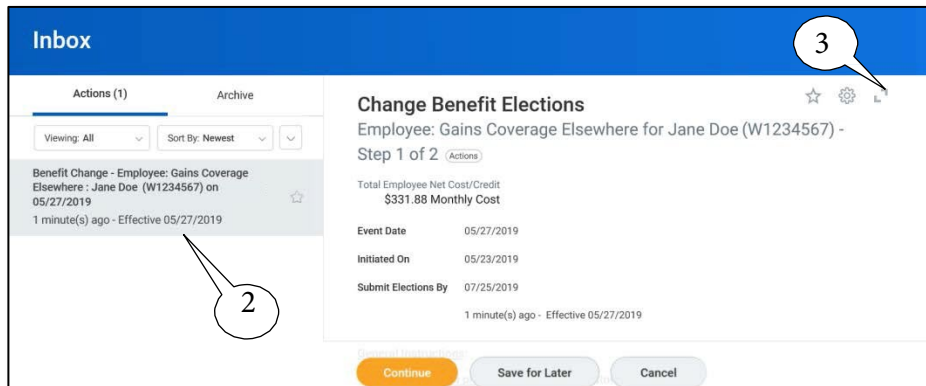 Inbox
3
Actions (1)
Archive
Viewing: All
Sort By: Newest
Benefit Change - Employee: Gains Coverage
Elsewhere : Jane Doe (W1234567) on
05/27/2019
1 minute(s) ago - Effective 05/27/2019
2
Change Benefit Elections
Employee: Gains Coverage Elsewhere for Jane Doe (W1234567) -
Step 1 of 2 Actions
Total Employee Net Cost/Credit
$331.88 Monthly Cost
Event Date 05/27/2019
Initiated On 05/23/2019
Submit Elections By 07/25/2019
1 minute(s) ago - Effective 05/27/2019
General Instructions:
Continue
Save for Later
Cancel